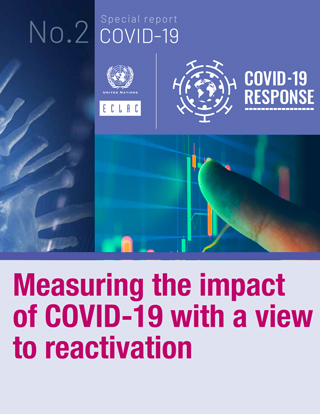 No.2
Special report
COVID-19
UNITED NATIONS
ECLAC
COVID-19
RESPONSE
Measuring the impact
of COVID-19 with a view
to reactivation